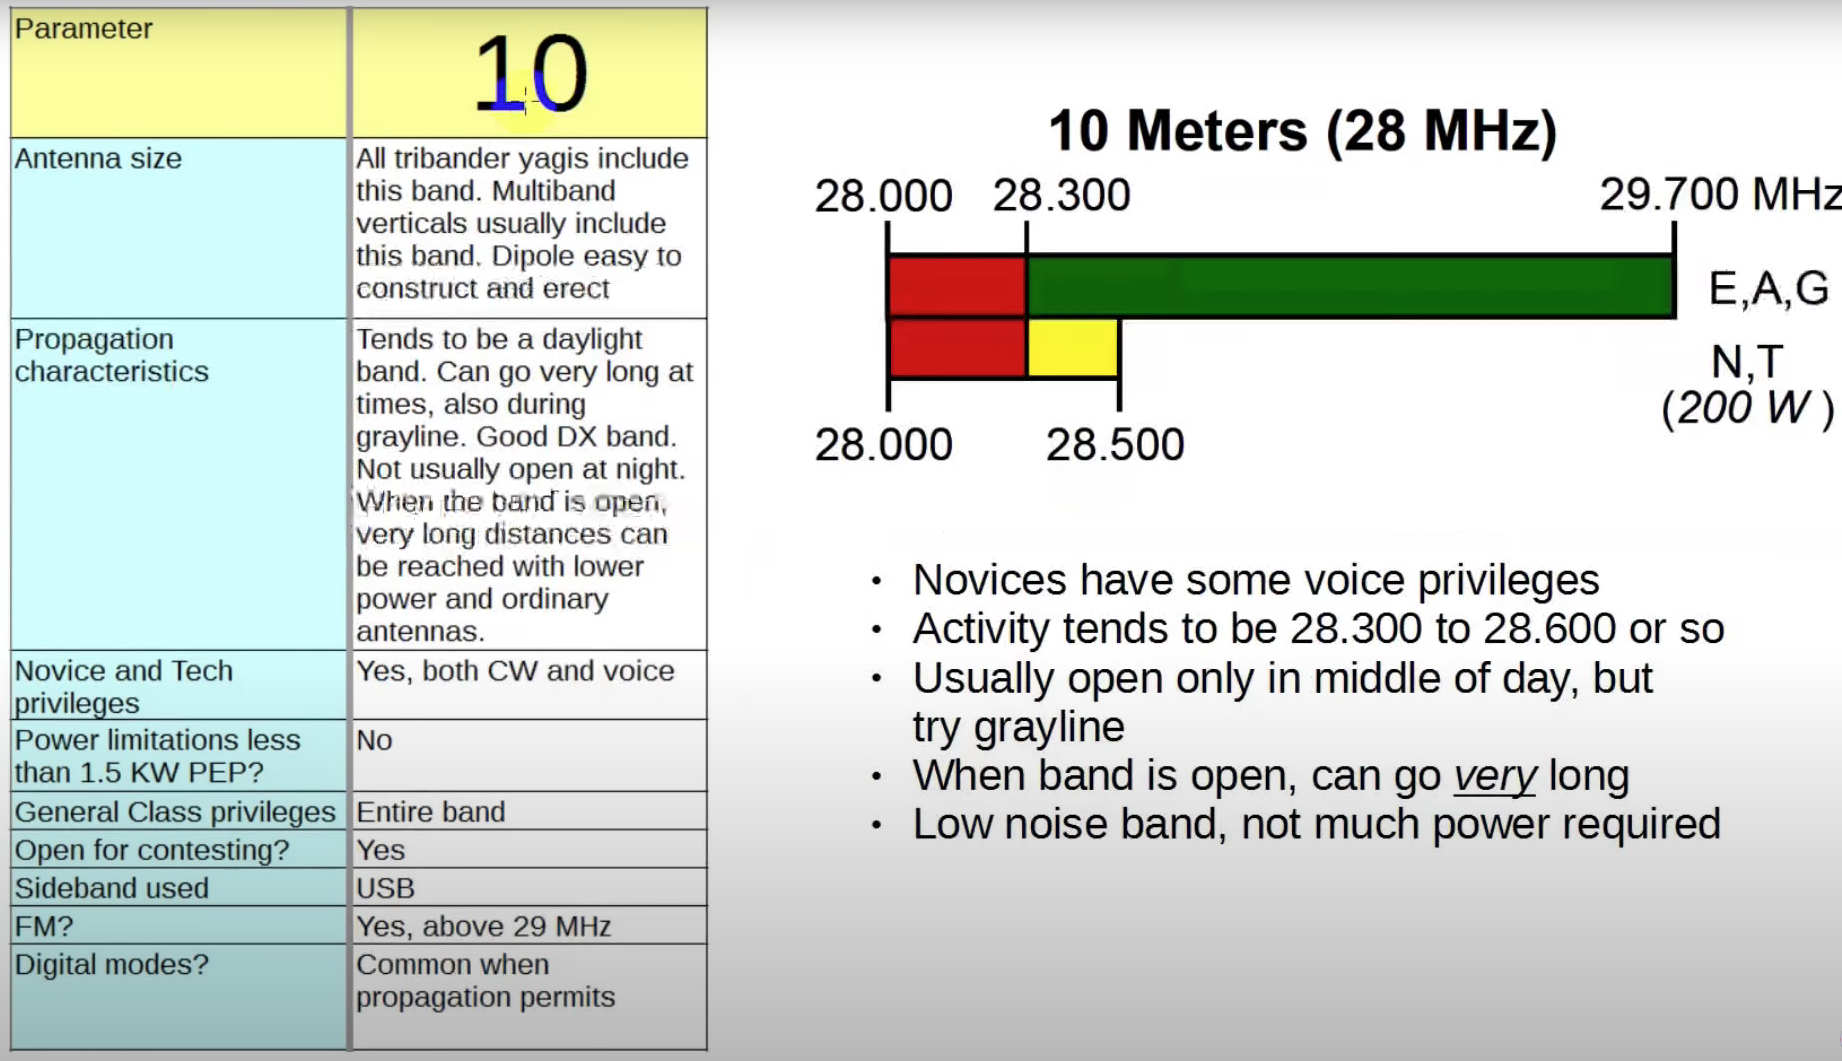 Parameter
10
Antenna size
All tribander yagis include
this band. Multiband
verticals usually include
this band. Dipole easy to
construct and erect
Propagation
characteristics
Tends to be a daylight
band. Can go very long at
times, also during
grayline. Good DX band.
Not usually open at night.
When the band is open,
very long distances can
be reached with lower
power and ordinary
antennas.
Novice and Tech
privileges
Yes, both CW and voice
Power limitations less
than 1.5 KW PEP?
No
General Class privileges
Entire band
Open for contesting?
Yes
Sideband used
USB
FM?
Yes, above 29 MHz
Digital modes?
Common when
propagation permits
10 Meters (28 MHz)
28.000 28.300 29.700 MHz
E,A,G
N,T
(200 W )
28.000 28.500
• Novices have some voice privileges
• Activity tends to be 28.300 to 28.600 or so
• Usually open only in middle of day, but
try grayline
• When band is open, can go very long
• Low noise band, not much power required